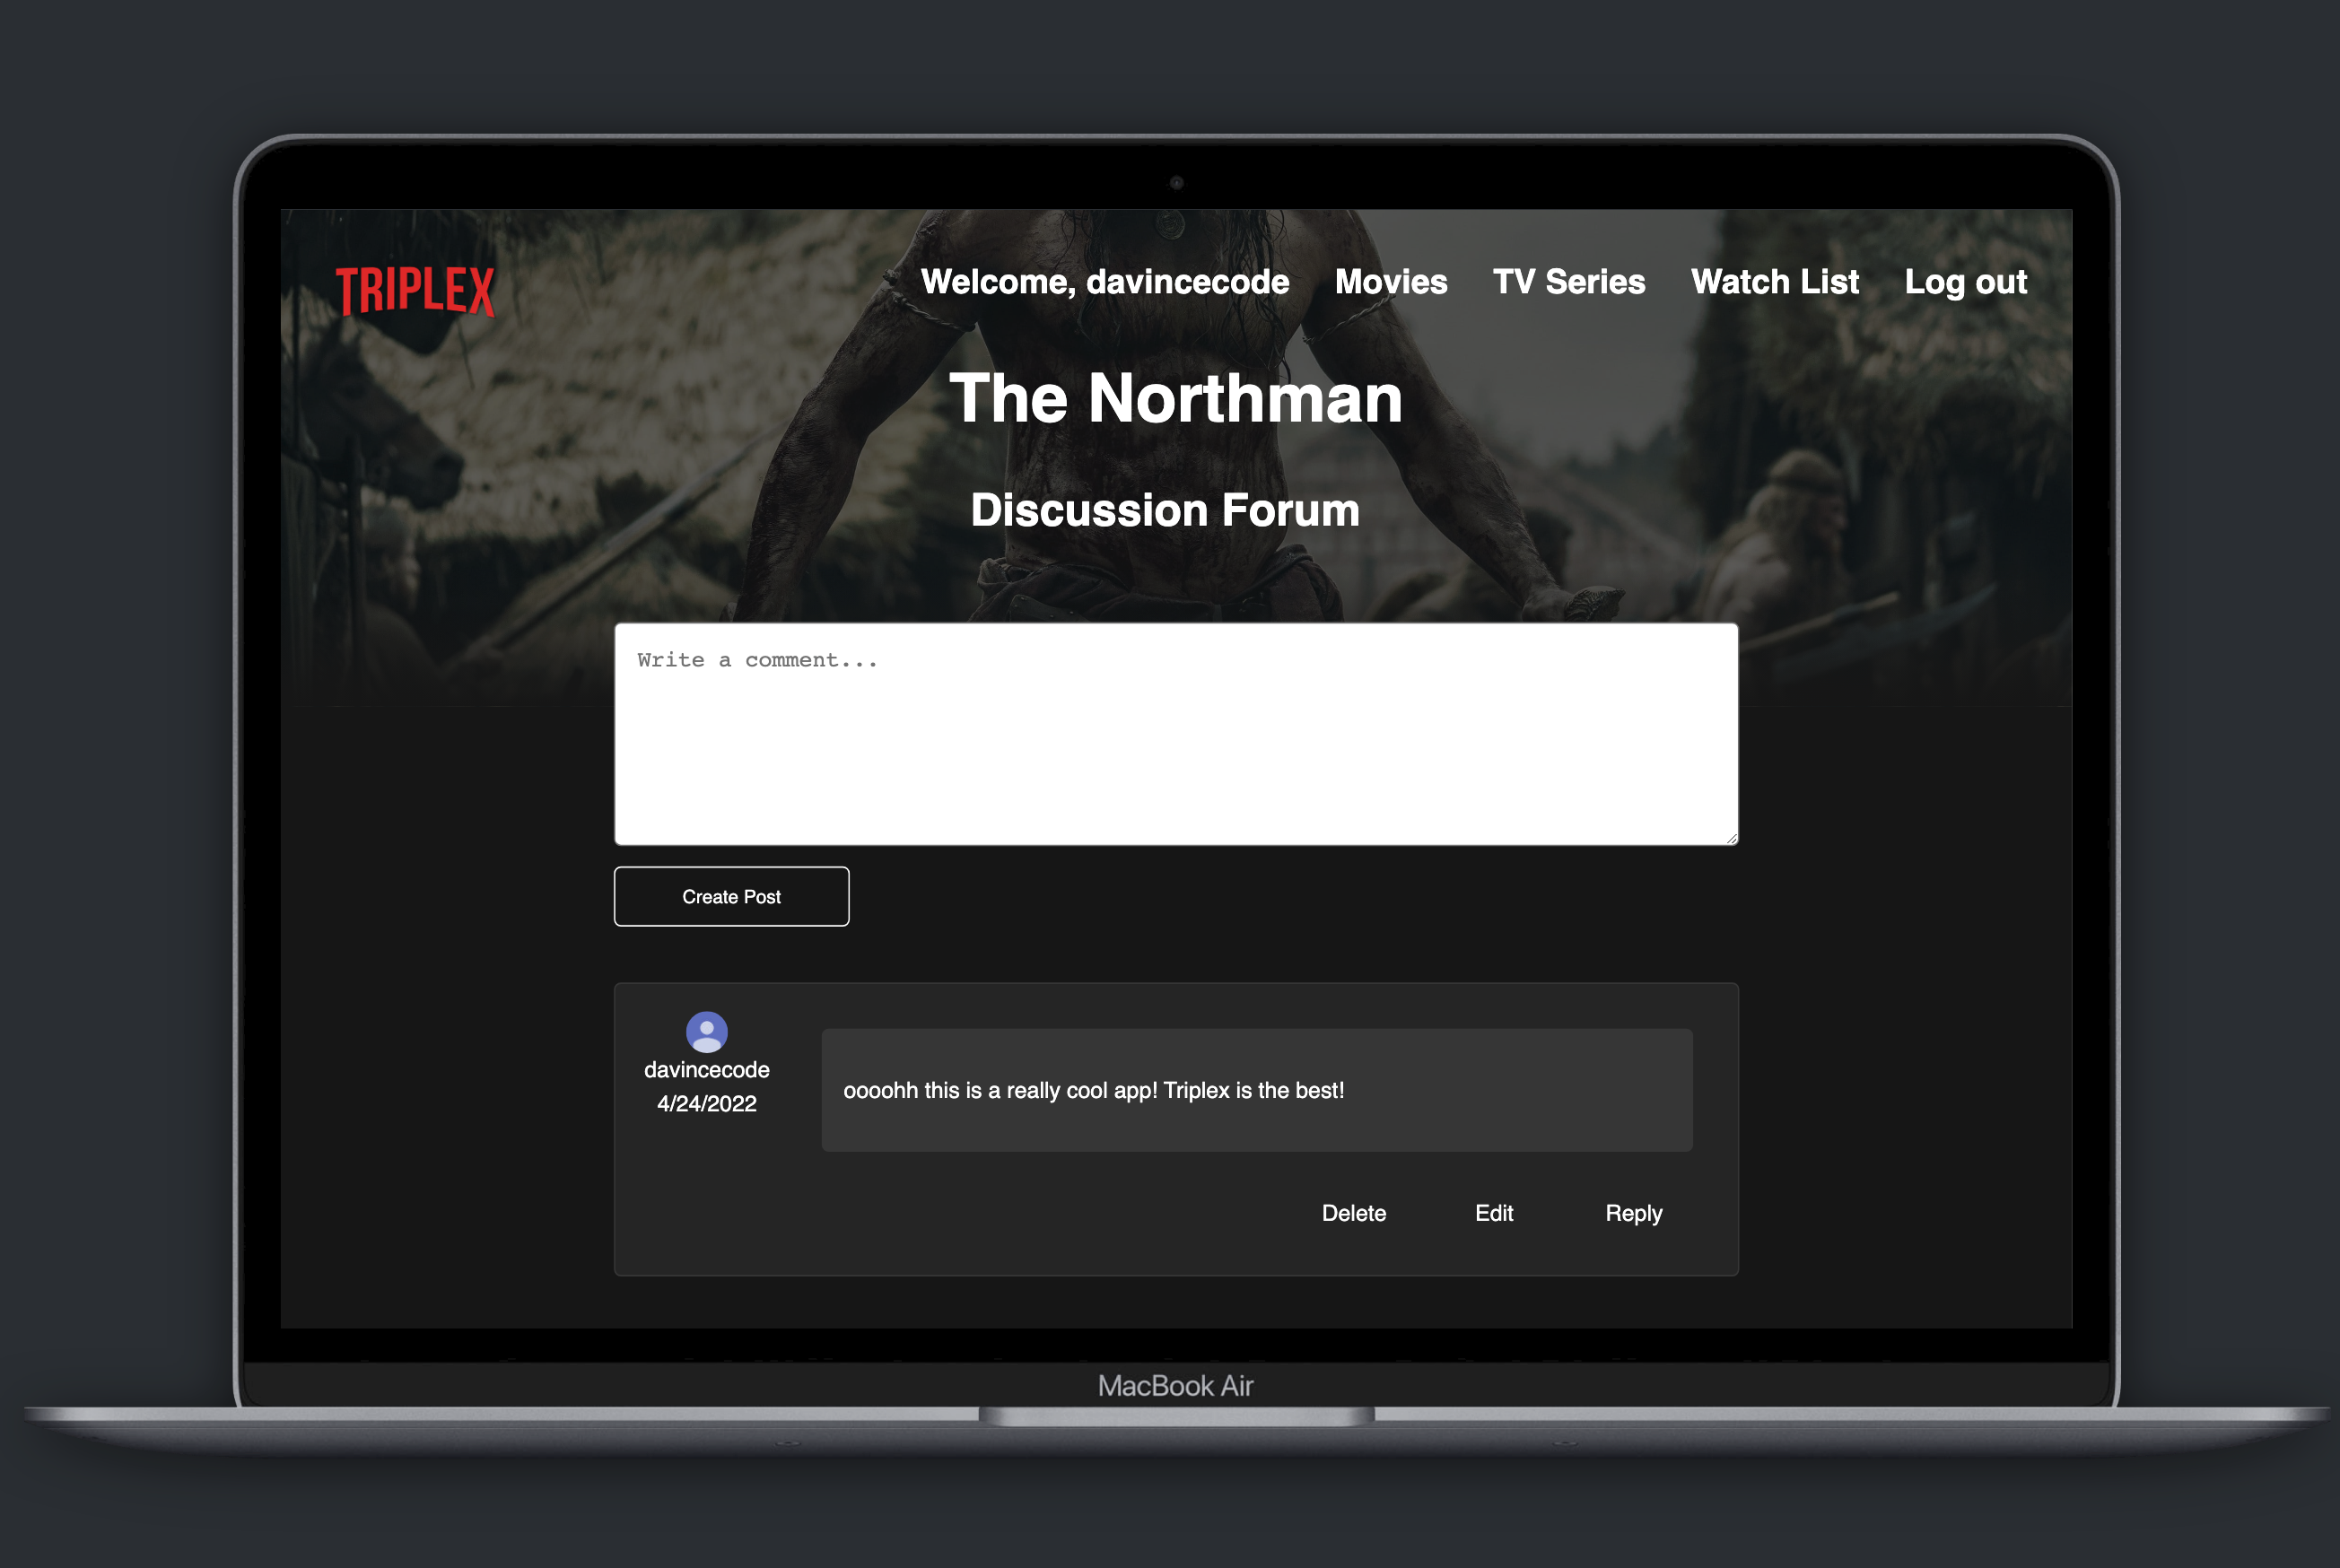 TRIPLEX
Welcome, davincecode Movies TV Series Watch List Log out
The Northman
Discussion Forum
Write a comment...
Create Post
davincecode
4/24/2022
oooohh this is a really cool app! Triplex is the best!
Delete Edit Reply
MacBook Air